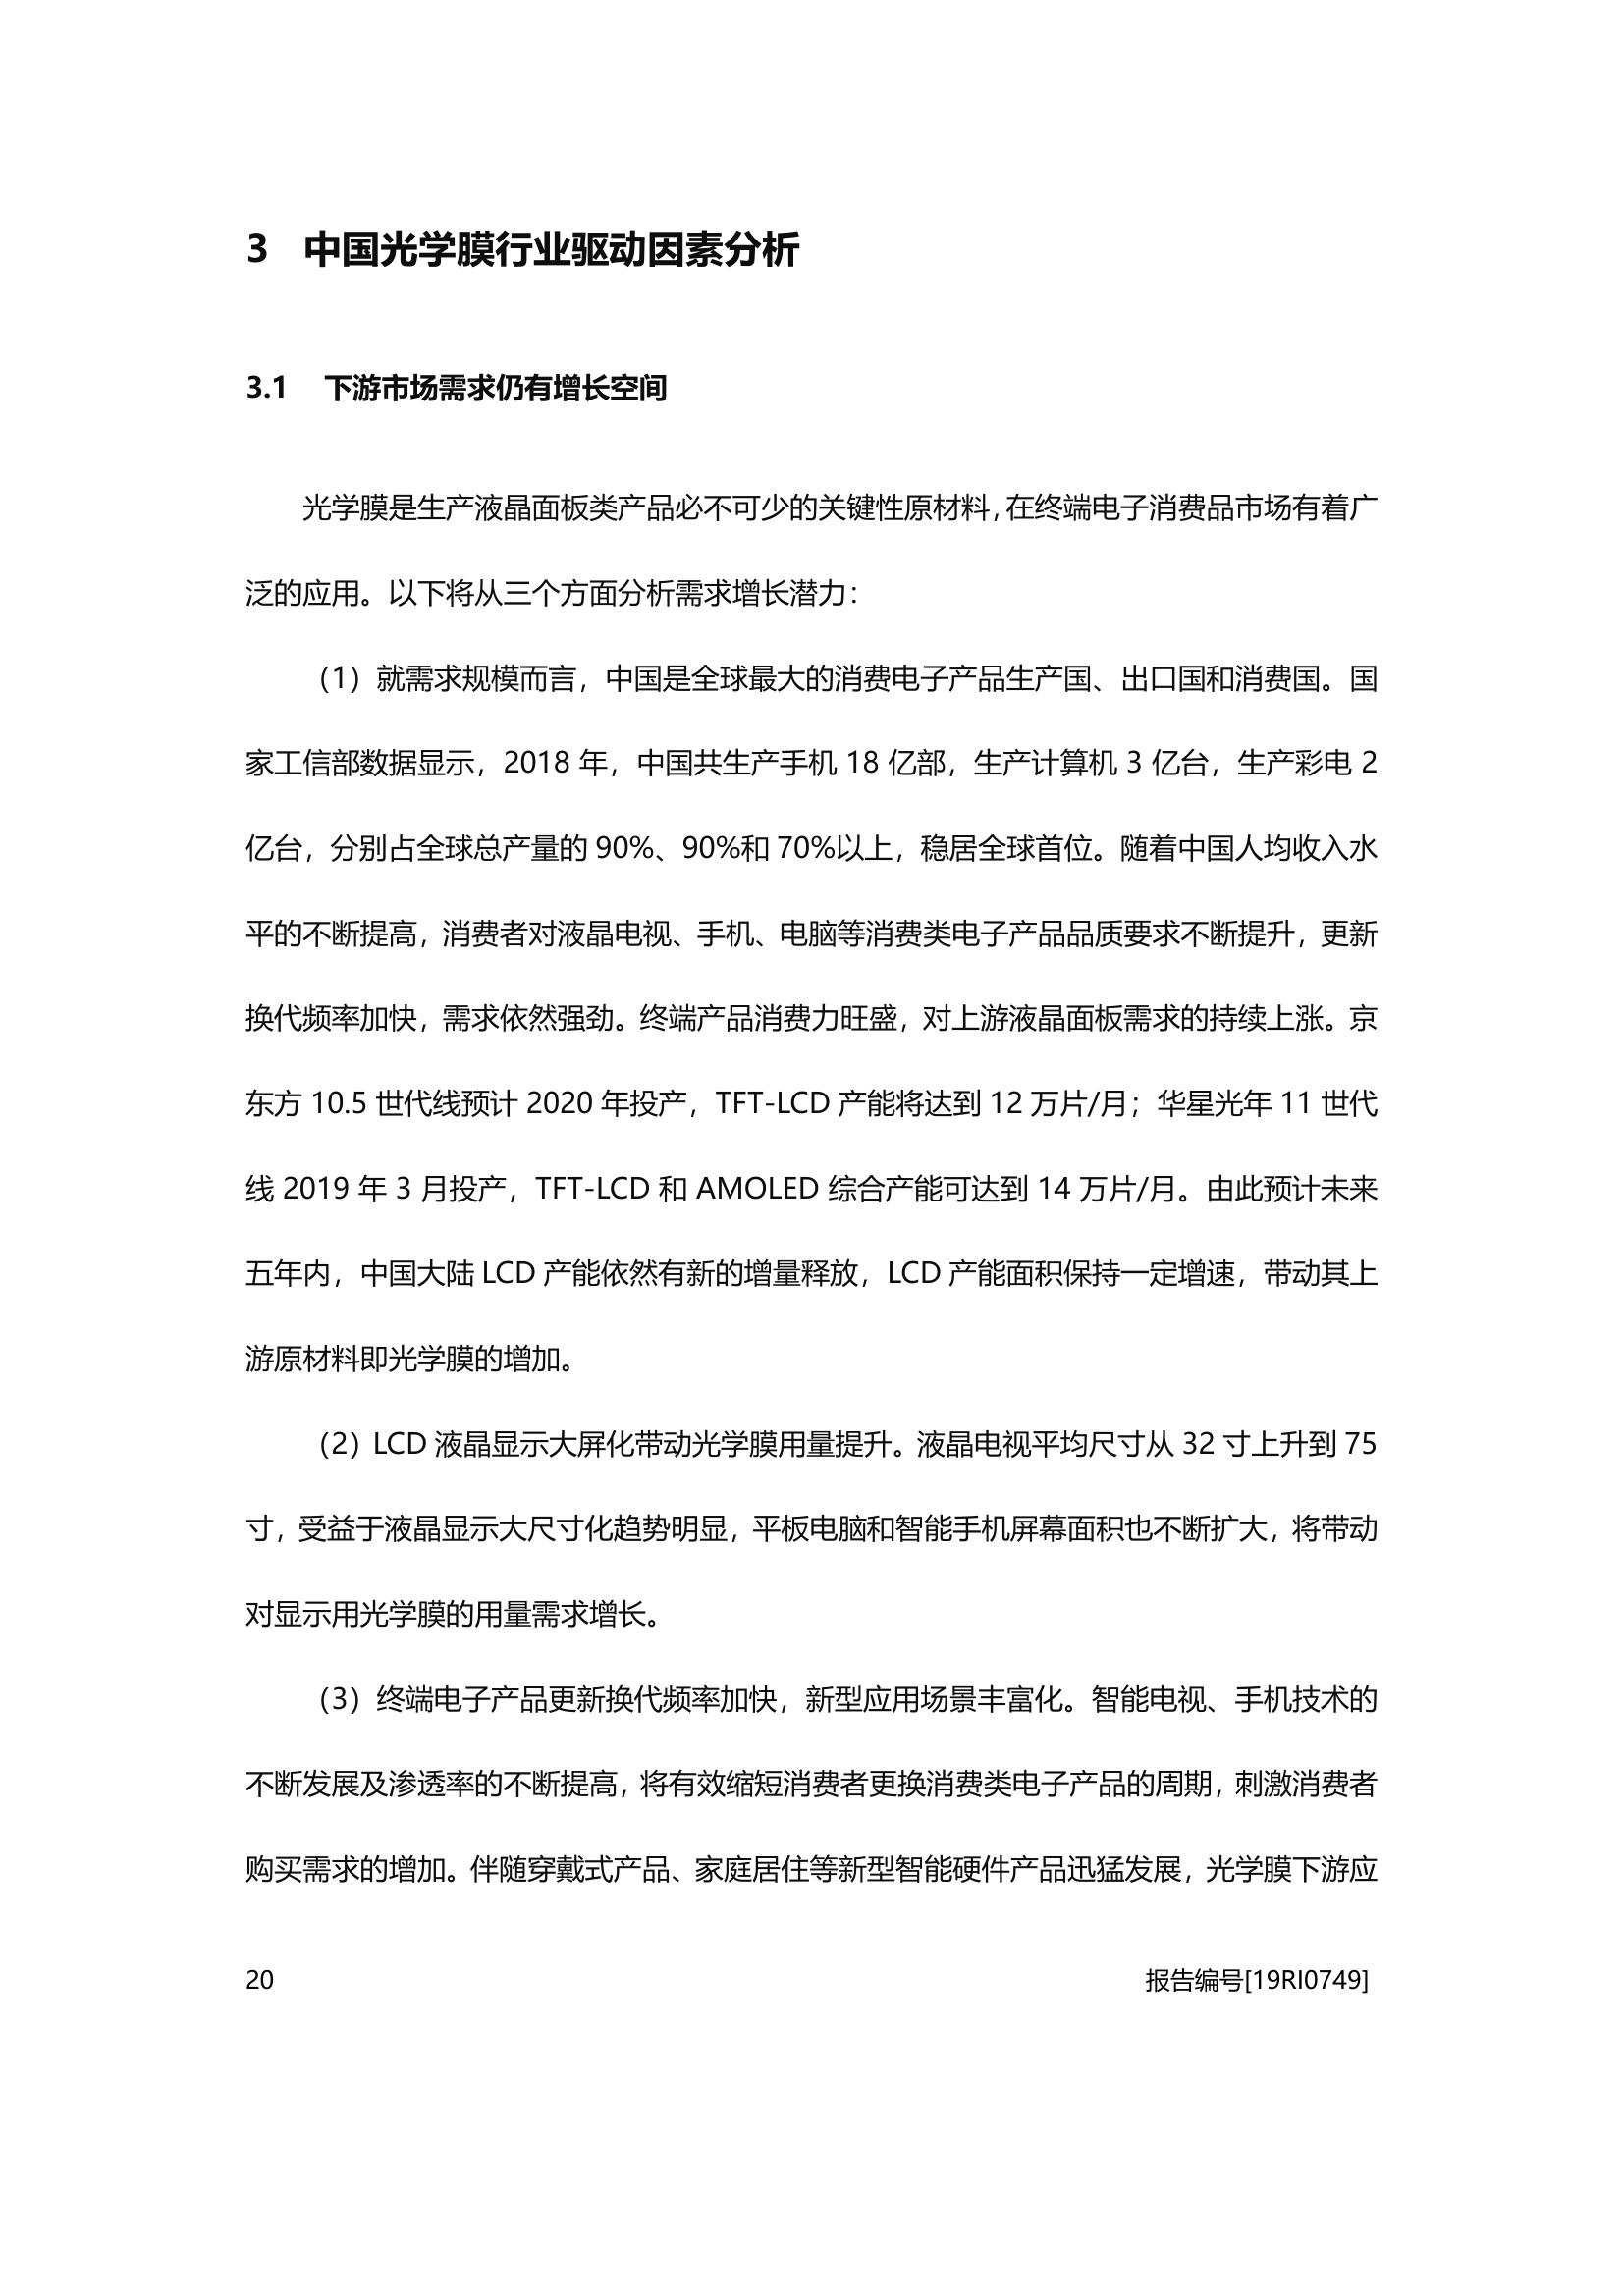 3 中国光学膜行业驱动因素分析
3.1 下游市场需求仍有增长空间
光学膜是生产液晶面板类产品必不可少的关键性原材料，在终端电子消费品市场有着广
泛的应用。以下将从三个方面分析需求增长潜力：
（1）就需求规模而言，中国是全球最大的消费电子产品生产国、出口国和消费国。国
家工信部数据显示，2018 年，中国共生产手机 18 亿部，生产计算机 3 亿台，生产彩电 2
亿台，分别占全球总产量的 90%、90%和 70%以上，稳居全球首位。随着中国人均收入水
平的不断提高，消费者对液晶电视、手机、电脑等消费类电子产品品质要求不断提升，更新
换代频率加快，需求依然强劲。终端产品消费力旺盛，对上游液晶面板需求的持续上涨。京
东方 10.5 世代线预计 2020 年投产，TFT-LCD 产能将达到 12 万片/月；华星光年 11 世代
线 2019 年 3 月投产，TFT-LCD 和 AMOLED 综合产能可达到 14 万片/月。由此预计未来
五年内，中国大陆 LCD 产能依然有新的增量释放，LCD 产能面积保持一定增速，带动其上
游原材料即光学膜的增加。
（2）LCD 液晶显示大屏化带动光学膜用量提升。液晶电视平均尺寸从 32 寸上升到 75
寸，受益于液晶显示大尺寸化趋势明显，平板电脑和智能手机屏幕面积也不断扩大，将带动
对显示用光学膜的用量需求增长。
（3）终端电子产品更新换代频率加快，新型应用场景丰富化。智能电视、手机技术的
不断发展及渗透率的不断提高，将有效缩短消费者更换消费类电子产品的周期，刺激消费者
购买需求的增加。伴随穿戴式产品、家庭居住等新型智能硬件产品迅猛发展，光学膜下游应
20 报告编号[19RI0749]